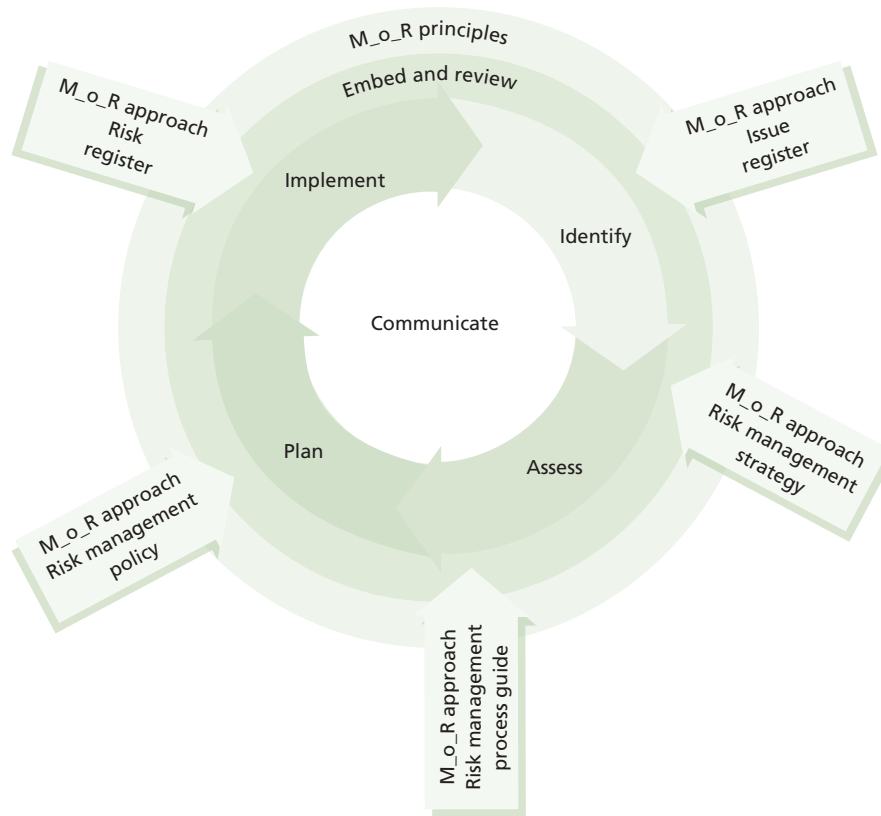 M_o_R principles
Embed and review
M_o_R approach
Risk
register
M_o_R approach
Issue
register
Implement
Identify
Communicate
Plan
Assess
M_o_R approach
Risk management
strategy
M_o_R approach
Risk management
policy
M_o_R approach
Risk management
process guide